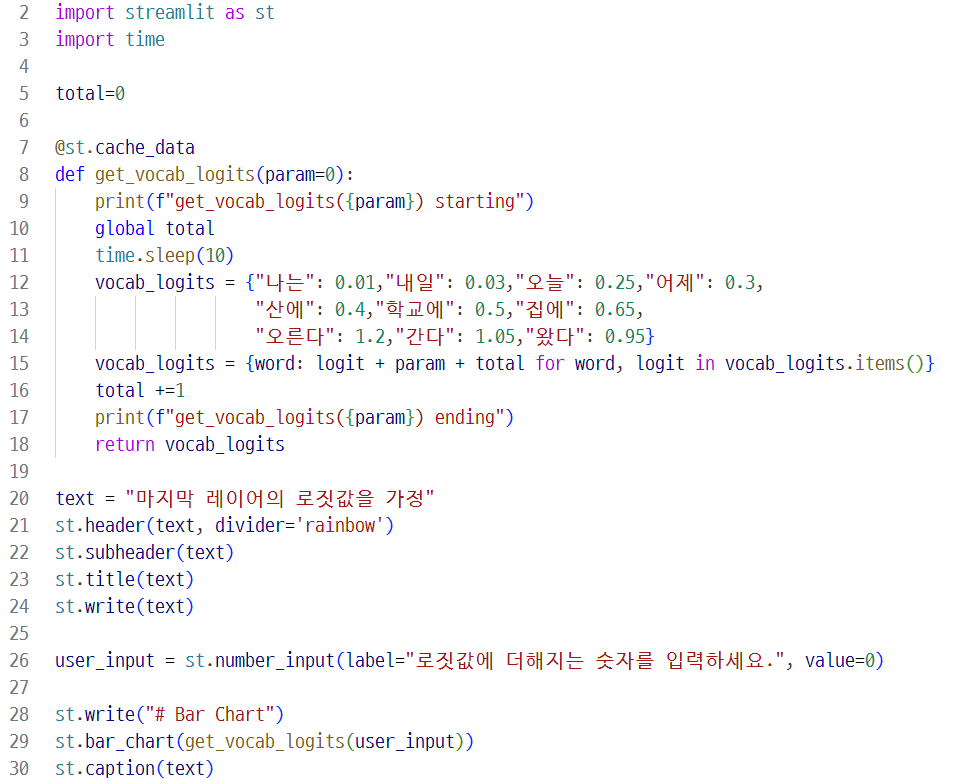 2 import streamlit as st
3 import time
4
5 total=0
6
7 @st.cache_data
8 def get_vocab_logits(param=0):
9     print(f"get_vocab_logits({param}) starting")
10     global total
11     time.sleep(10)
12     vocab_logits = {"나는": 0.01,"내일": 0.03,"오늘": 0.25,"어제": 0.3,
13                     "산에": 0.4,"학교에": 0.5,"집에": 0.65,
14                     "오른다": 1.2,"간다": 1.05,"왔다": 0.95}
15     vocab_logits = {word: logit + param + total for word, logit in vocab_logits.items()}
16     total +=1
17     print(f"get_vocab_logits({param}) ending")
18     return vocab_logits
19
20 text = "마지막 레이어의 로짓값을 가정"
21 st.header(text, divider='rainbow')
22 st.subheader(text)
23 st.title(text)
24 st.write(text)
25
26 user_input = st.number_input(label="로짓값에 더해지는 숫자를 입력하세요.", value=0)
27
28 st.write("# Bar Chart")
29 st.bar_chart(get_vocab_logits(user_input))
30 st.caption(text)